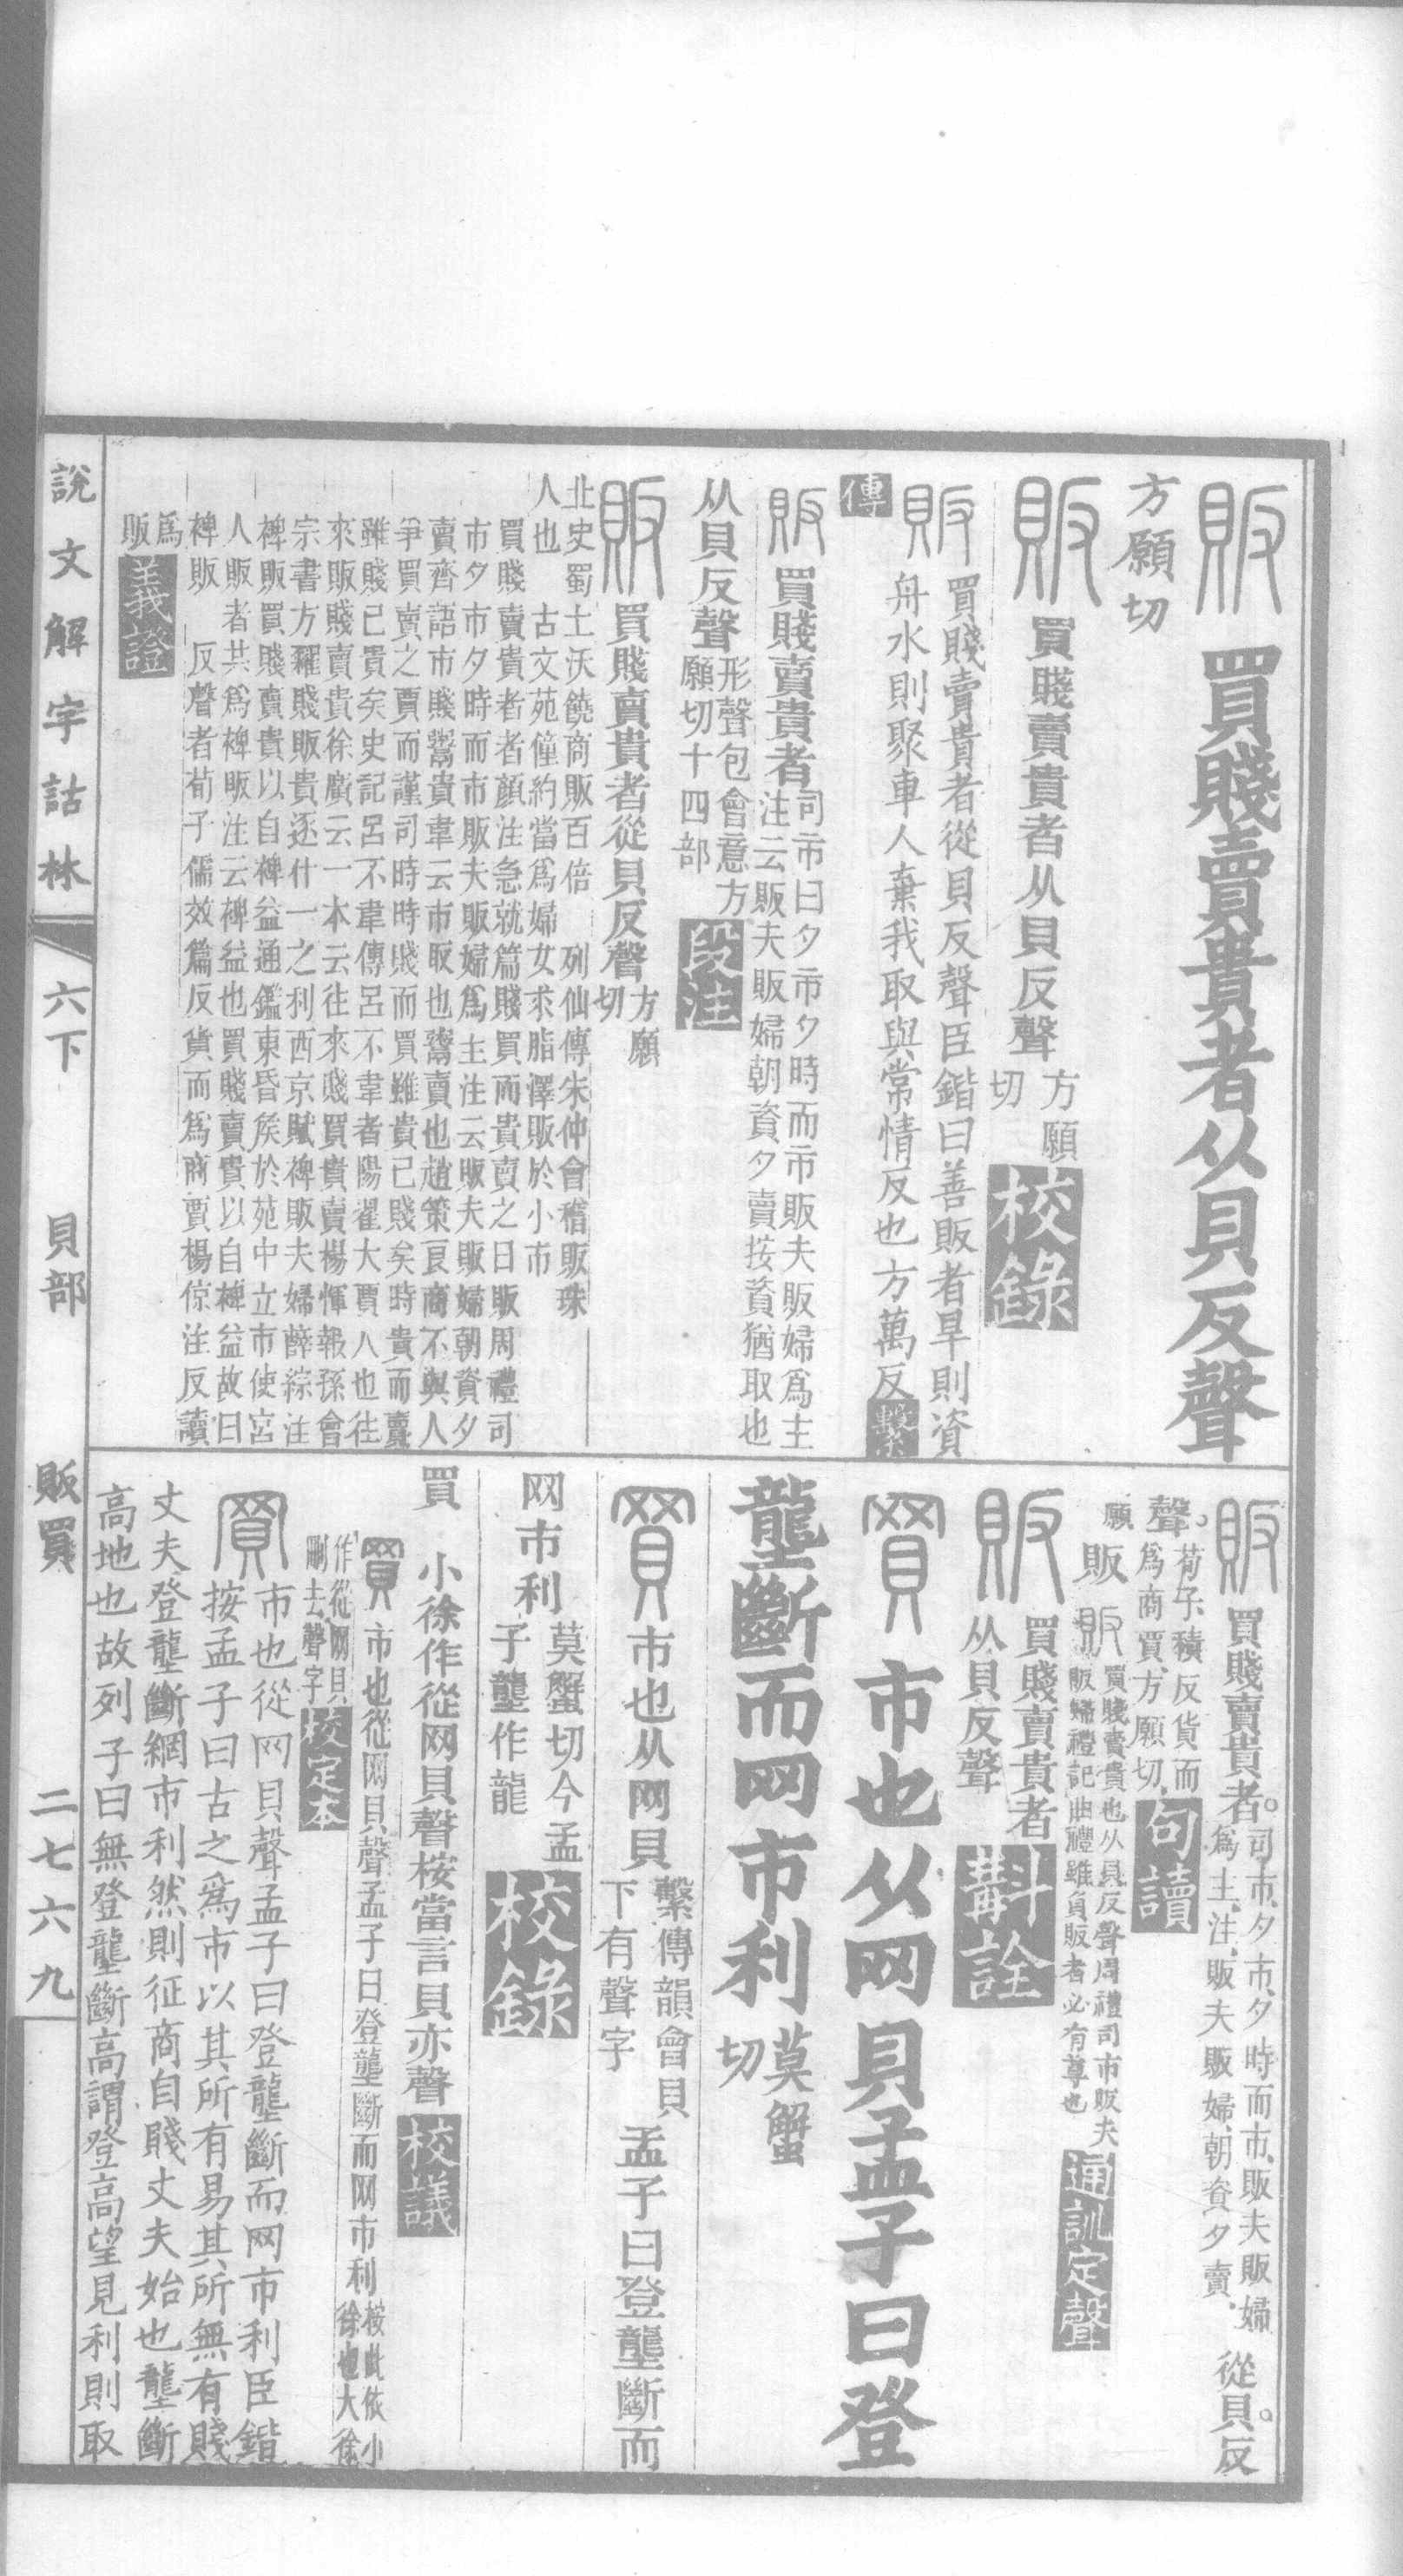 販 買賤賣貴者从貝反聲
方願切
販 買賤賣貴者从貝反聲 方願切 校錄
販 買賤賣貴者從貝反聲臣鍇曰善販者旱則資
舟水則聚車人棄我取與常情反也方萬反 繫
傳
販 買賤賣貴者 司市曰夕市夕時而市販夫販婦爲主
注云販夫販婦朝資夕賣按資猶取也
从貝反聲 形聲包會意方
願切十四部 段注
販 買賤賣貴者從貝反聲 方願切
北史蜀土沃饒商販百倍 列仙傳朱仲會稽販珠
人也 古文苑僮約當爲婦女求脂澤販於小市
買賤賣貴者者顏注急就篇賤買而貴賣之曰販周禮司
市夕市夕時而市販夫販婦爲主注云販夫販婦朝資夕
賣齊語市賤鬻貴韋云市取也鬻賣也趙策良商不與人
爭買賣之賈而謹司時時賤而買雖貴已賤矣時貴而賣
雖賤已貴矣史記呂不韋傳呂不韋者陽翟大賈人也往
來販賤賣貴徐廣云一本云往來賤買貴賣楊惲報孫會
宗書方糴賤販貴逐什一之利西京賦裨販夫婦薛綜注
裨販買賤賣貴以自裨益通鑑東昏矦於苑中立市使宮
人販者共爲裨販注云裨益也買賤賣貴以自裨益故曰
裨販 反聲者荀子儒效篇反貨而爲商賈楊倞注反讀
爲
販 義證
販 買賤賣貴者。司市、夕市、夕時而市、販夫販婦
爲主、注、販夫販婦、朝資夕賣、 從貝。反
聲。荀子、積反貨而
爲商賈、方願切、 句讀
願
販 販 買賤賣貴也从貝反聲周禮司市販夫
販婦禮記曲禮雖負販者必有尊也 通訓定聲
販 買賤賣貴者
从貝反聲 斠詮
買 市也从网貝孟子曰登
壟斷而网市利 莫蟹切
買 市也从网貝 繫傳韻會貝
下有聲字 孟子曰登壟斷而
网市利 莫蟹切今孟
子壟作龍 校錄
買 小徐作從网貝聲桉當言貝亦聲 校議
買 市也從网貝聲孟子曰登壟斷而网市利 桉此依小
徐也大徐
作從网貝
刪去聲字 校定本
買 市也從网貝聲孟子曰登壟斷而网市利臣鍇
按孟子曰古之爲市以其所有易其所無有賤
丈夫登壟斷網市利然則征商自賤丈夫始也壟斷
高地也故列子曰無登壟斷高謂登高望見利則取
說文解字詁林 六下 貝部 販買 二七六九